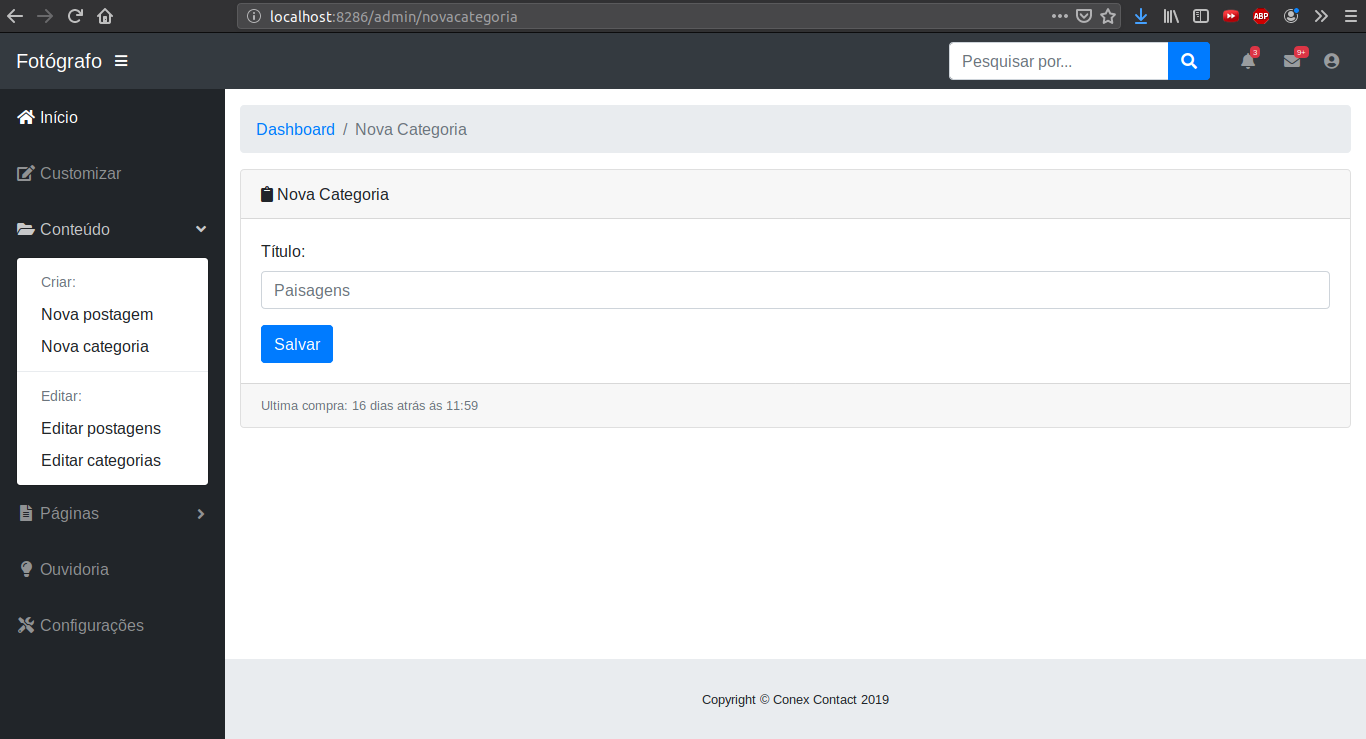 localhost:8286/admin/novacategoria
ABP
Fotógrafo
Pesquisar por...
3
9+
Início
Customizar
Conteúdo
Criar:
Nova postagem
Nova categoria
Editar:
Editar postagens
Editar categorias
Páginas
Ouvidoria
Configurações
Dashboard / Nova Categoria
Nova Categoria
Título:
Paisagens
Salvar
Ultima compra: 16 dias atrás ás 11:59
Copyright © Conex Contact 2019